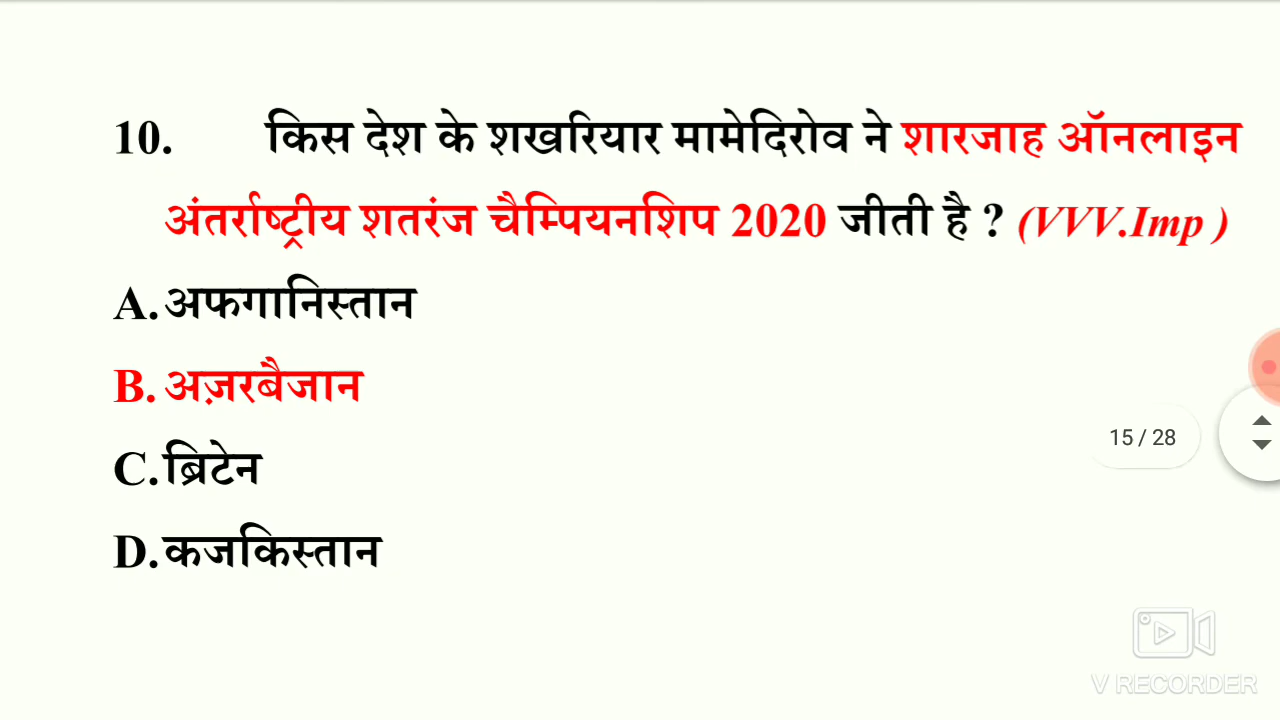 10. किस देश के शखरियार मामेदिरोव ने शारजाह ऑनलाइन
अंतर्राष्ट्रीय शतरंज चैम्पियनशिप 2020 जीती है ? (VVV.Imp )
A.अफगानिस्तान
B. अज़रबैजान
15 / 28
C.ब्रिटेन
D.कजकिस्तान
V RECORDER